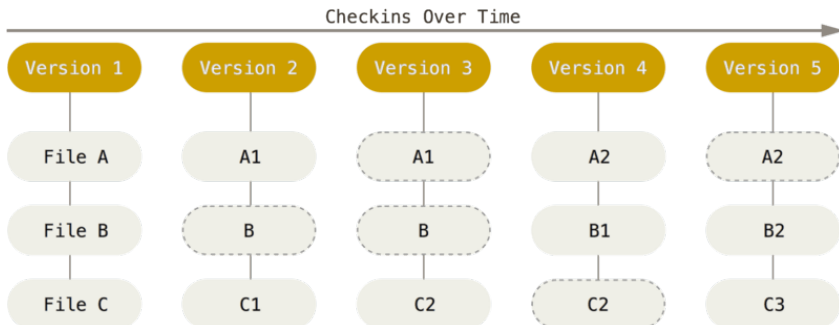 Checkins Over Time
Version 1 Version 2 Version 3 Version 4 Version 5
File A A1 A1 A2 A2
File B B B B1 B2
File C C1 C2 C2 C3